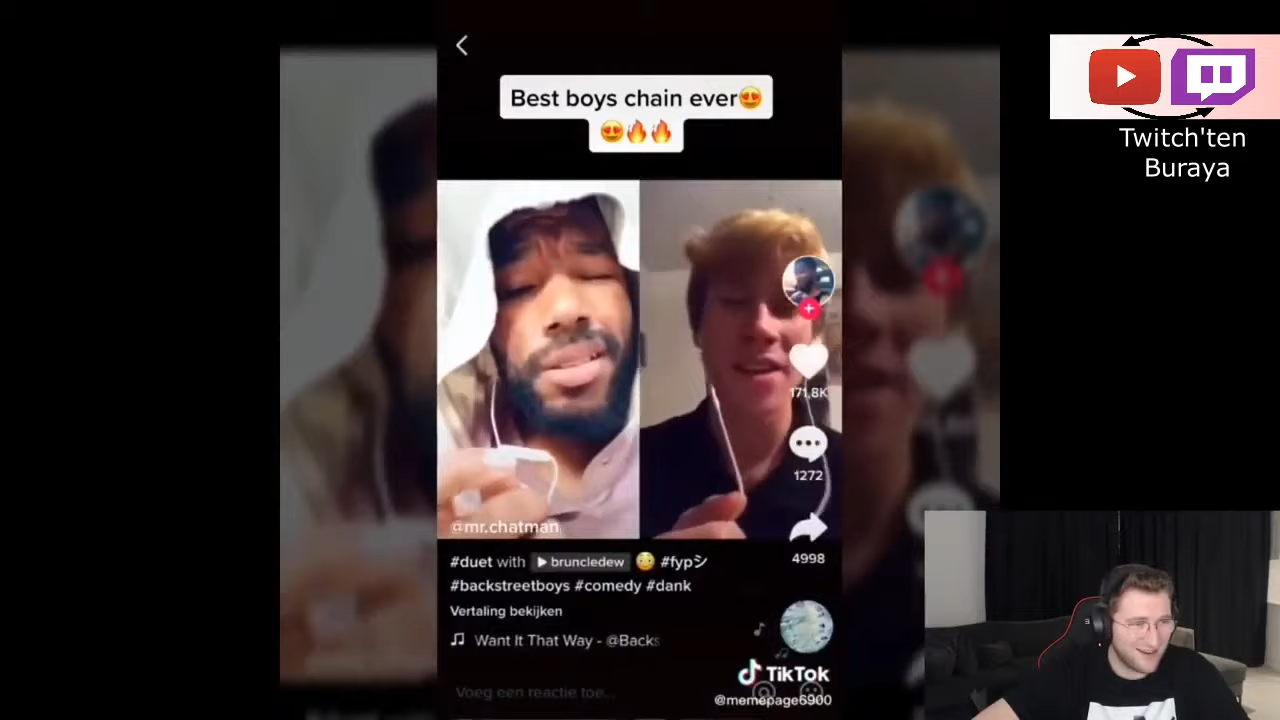 Best boys chain ever😍
😍🔥🔥
Twitch'ten
Buraya
171.8K
1272
4998
@mr.chatman
#duet with ▶ bruncledew 😳 #fypシ
#backstreetboys #comedy #dank
Vertaling bekijken
Want It That Way - @Backs
TikTok
Voeg een reactie toe...
@memepage6900